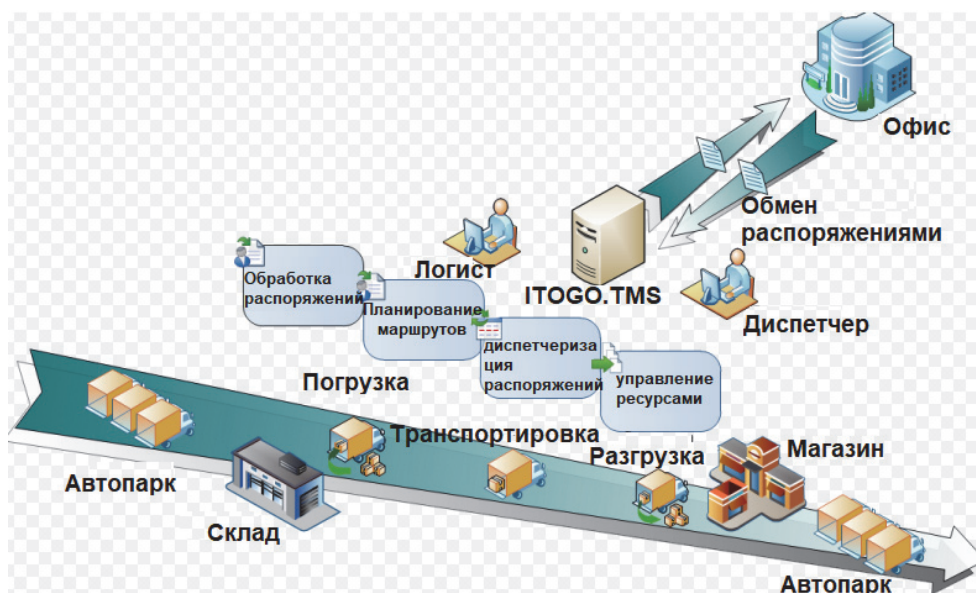 Офис
Обмен
распоряжениями
Логист
ITOGO.TMS
Диспетчер
Обработка
распоряжений
Планирование
маршрутов
диспетчериза
ция
распоряжений
управление
ресурсами
Погрузка
Транспортировка
Разгрузка
Магазин
Автопарк
Склад
Автопарк